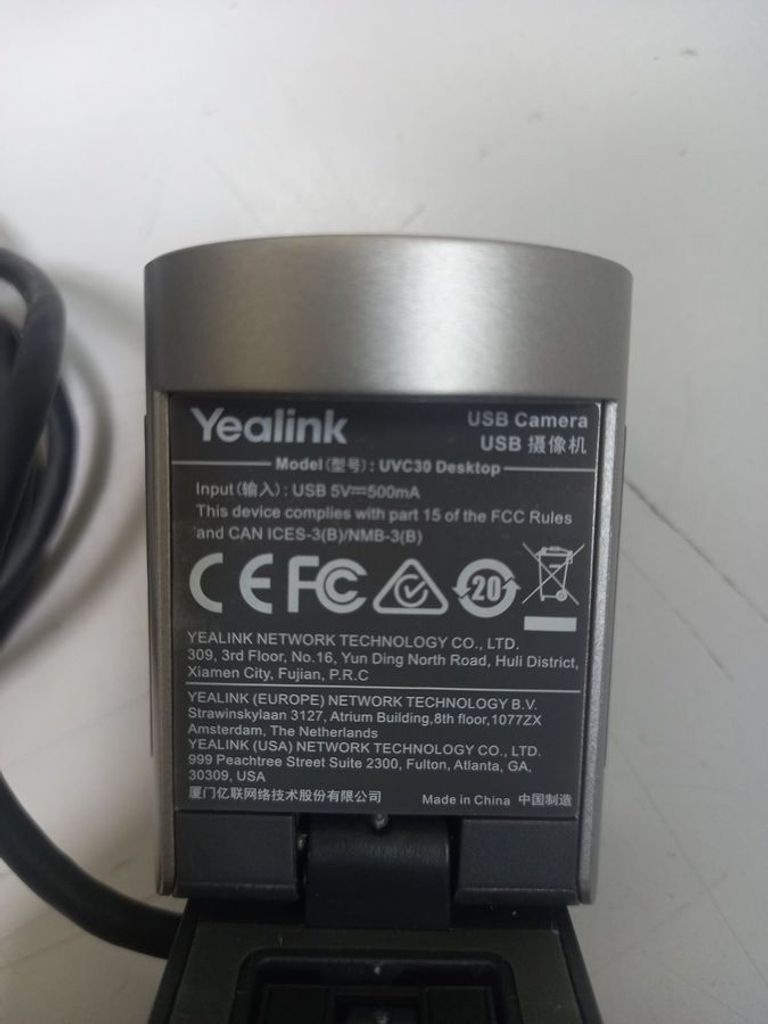 Yealink
USB Camera
USB 摄像机
Model(型号): UVC30 Desktop
Input(输入): USB 5V⎓500mA
This device complies with part 15 of the FCC Rules
and CAN ICES-3(B)/NMB-3(B)
CE FC 20
YEALINK NETWORK TECHNOLOGY CO., LTD.
309, 3rd Floor, No.16, Yun Ding North Road, Huli District,
Xiamen City, Fujian, P.R.C
YEALINK (EUROPE) NETWORK TECHNOLOGY B.V.
Strawinskylaan 3127, Atrium Building,8th floor,1077ZX
Amsterdam, The Netherlands
YEALINK (USA) NETWORK TECHNOLOGY CO., LTD.
999 Peachtree Street Suite 2300, Fulton, Atlanta, GA,
30309, USA
厦门亿联网络技术股份有限公司 Made in China 中国制造